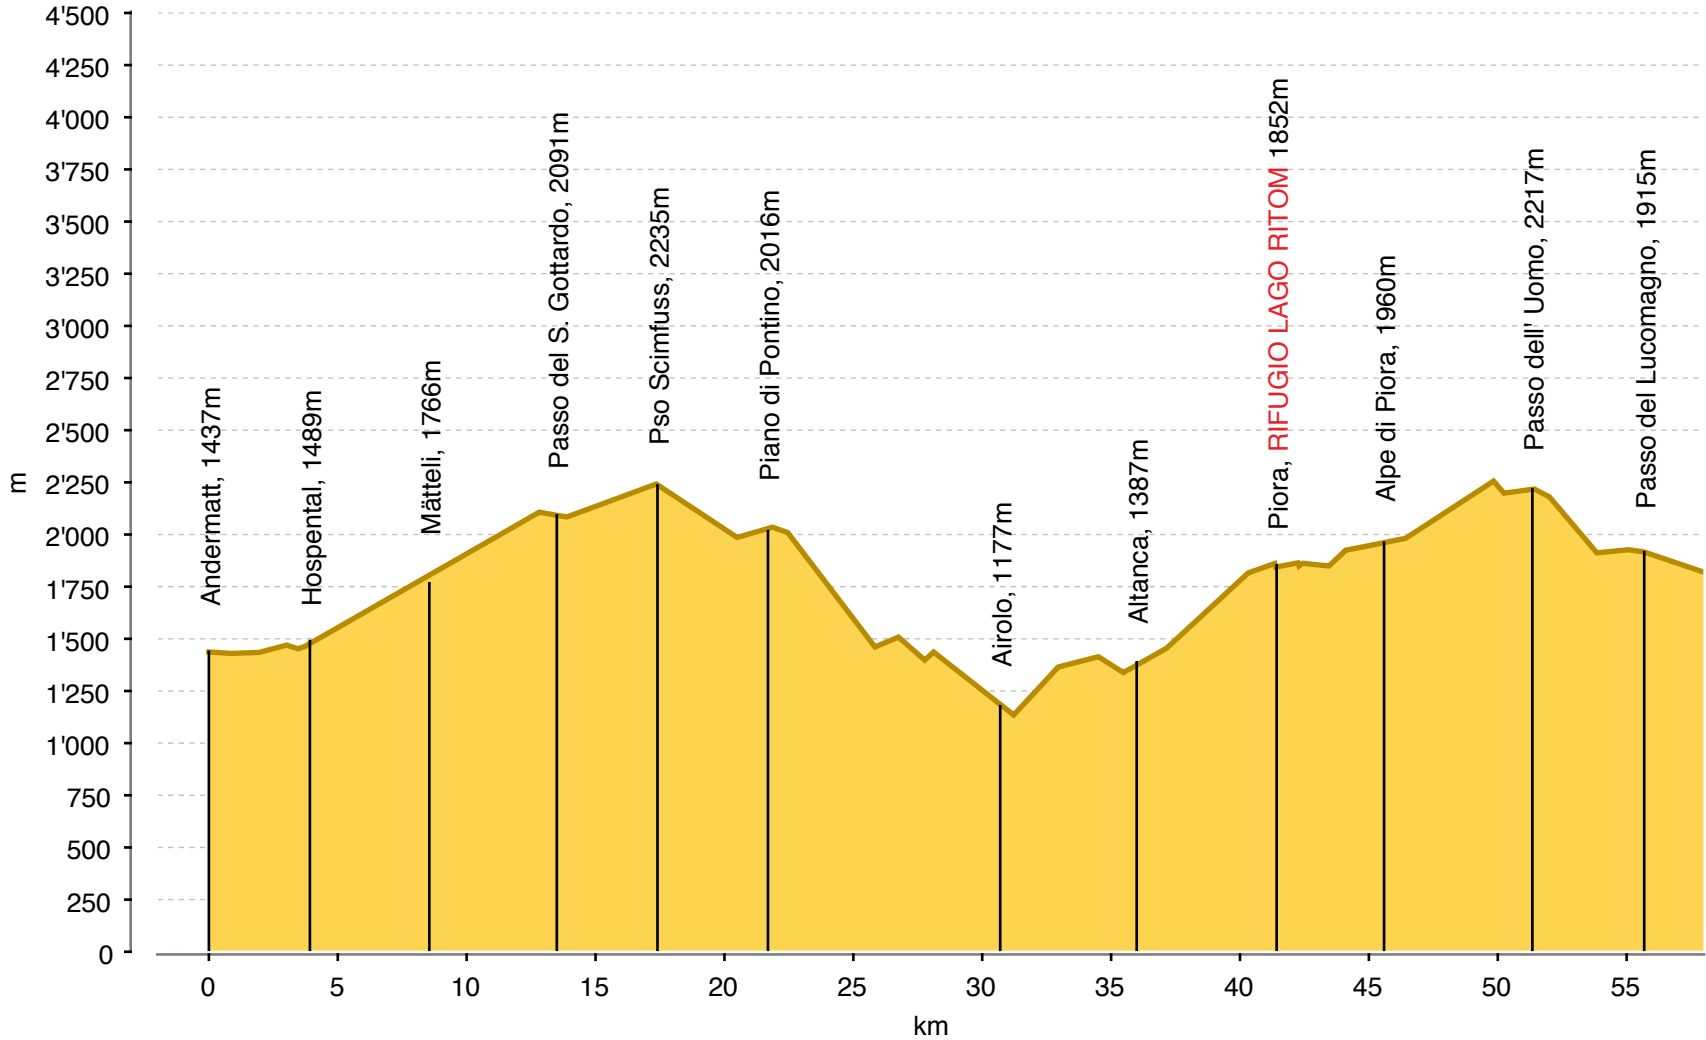 4'500
4'250
4'000
3'750
3'500
3'250
3'000
2'750
2'500
2'250
2'000
1'750
1'500
1'250
1'000
750
500
250
0
m
Andermatt, 1437m
Hospental, 1489m
Mätteli, 1766m
Passo del S. Gottardo, 2091m
Pso Scimfuss, 2235m
Piano di Pontino, 2016m
Airolo, 1177m
Altanca, 1387m
Piora, RIFUGIO LAGO RITOM 1852m
Alpe di Piora, 1960m
Passo dell' Uomo, 2217m
Passo del Lucomagno, 1915m
0 5 10 15 20 25 30 35 40 45 50 55
km